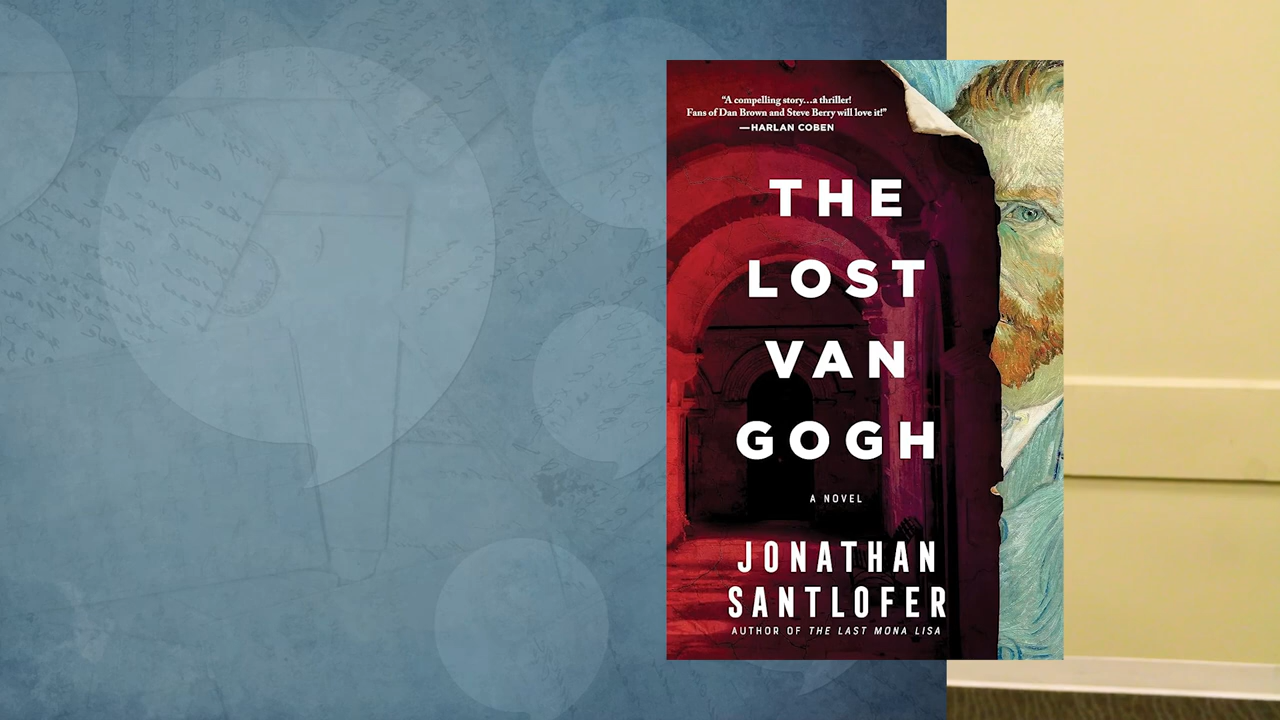 “A compelling story...a thriller!
Fans of Dan Brown and Steve Berry will love it!”
—HARLAN COBEN
THE
LOST
VAN
GOGH
A NOVEL
JONATHAN
SANTLOFER
AUTHOR OF THE LAST MONA LISA